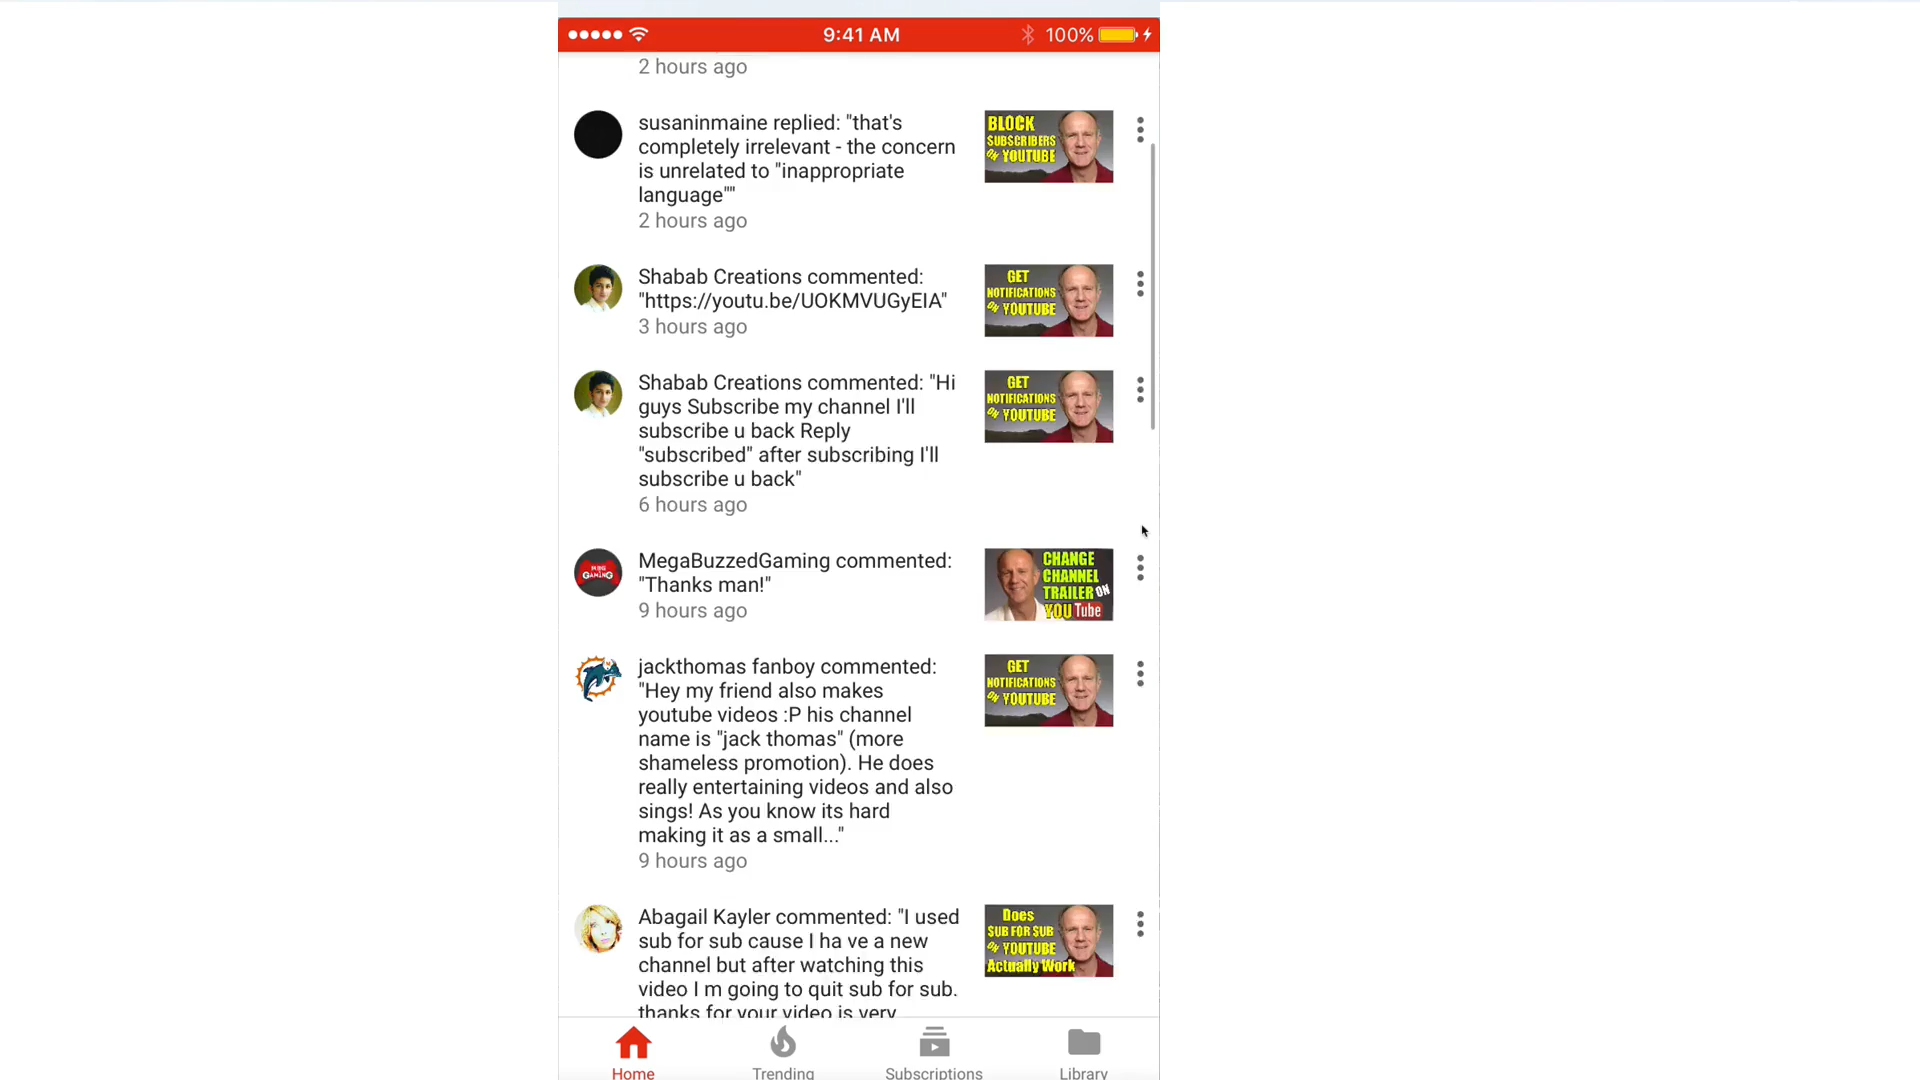 9:41 AM
100%
2 hours ago
susaninmaine replied: "that's
completely irrelevant - the concern
is unrelated to "inappropriate
language""
2 hours ago
BLOCK
SUBSCRIBERS
ON YOUTUBE
Shabab Creations commented:
"https://youtu.be/UOKMVUGyEIA"
3 hours ago
GET
NOTIFICATIONS
ON YOUTUBE
Shabab Creations commented: "Hi
guys Subscribe my channel I'll
subscribe u back Reply
"subscribed" after subscribing I'll
subscribe u back"
6 hours ago
GET
NOTIFICATIONS
ON YOUTUBE
GAMING
MegaBuzzedGaming commented:
"Thanks man!"
9 hours ago
CHANGE
CHANNEL
TRAILER ON
YOU Tube
jackthomas fanboy commented:
"Hey my friend also makes
youtube videos :P his channel
name is "jack thomas" (more
shameless promotion). He does
really entertaining videos and also
sings! As you know its hard
making it as a small..."
9 hours ago
GET
NOTIFICATIONS
ON YOUTUBE
Abagail Kayler commented: "I used
sub for sub cause I ha ve a new
channel but after watching this
video I m going to quit sub for sub.
thanks for your video is very
Does
SUB FOR SUB
ON YOUTUBE
Actually Work
Home
Trending
Subscriptions
Library